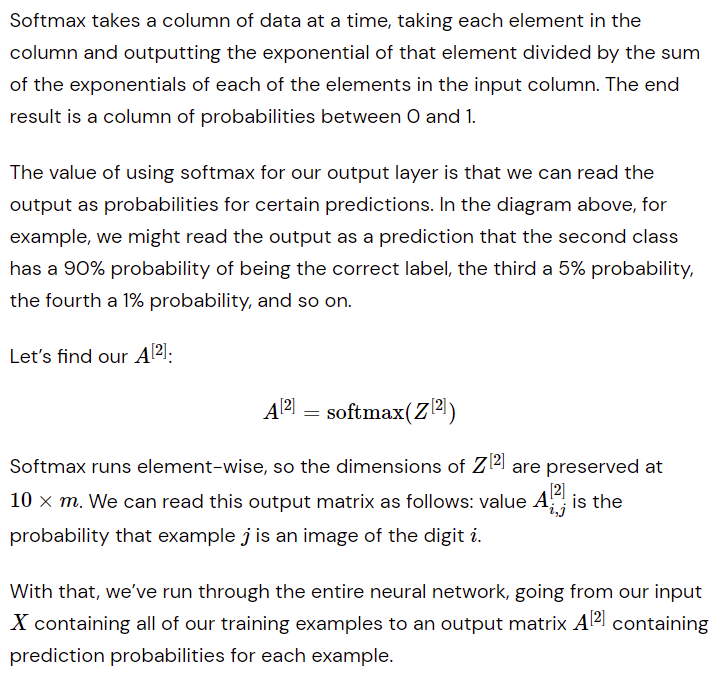 Softmax takes a column of data at a time, taking each element in the
column and outputting the exponential of that element divided by the sum
of the exponentials of each of the elements in the input column. The end
result is a column of probabilities between 0 and 1.
The value of using softmax for our output layer is that we can read the
output as probabilities for certain predictions. In the diagram above, for
example, we might read the output as a prediction that the second class
has a 90% probability of being the correct label, the third a 5% probability,
the fourth a 1% probability, and so on.
Let's find our A^{[2]}:
A^{[2]} = softmax(Z^{[2]})
Softmax runs element-wise, so the dimensions of Z^{[2]} are preserved at
10 × m. We can read this output matrix as follows: value A^{[2]}_{i,j} is the
probability that example j is an image of the digit i.
With that, we've run through the entire neural network, going from our input
X containing all of our training examples to an output matrix A^{[2]} containing
prediction probabilities for each example.